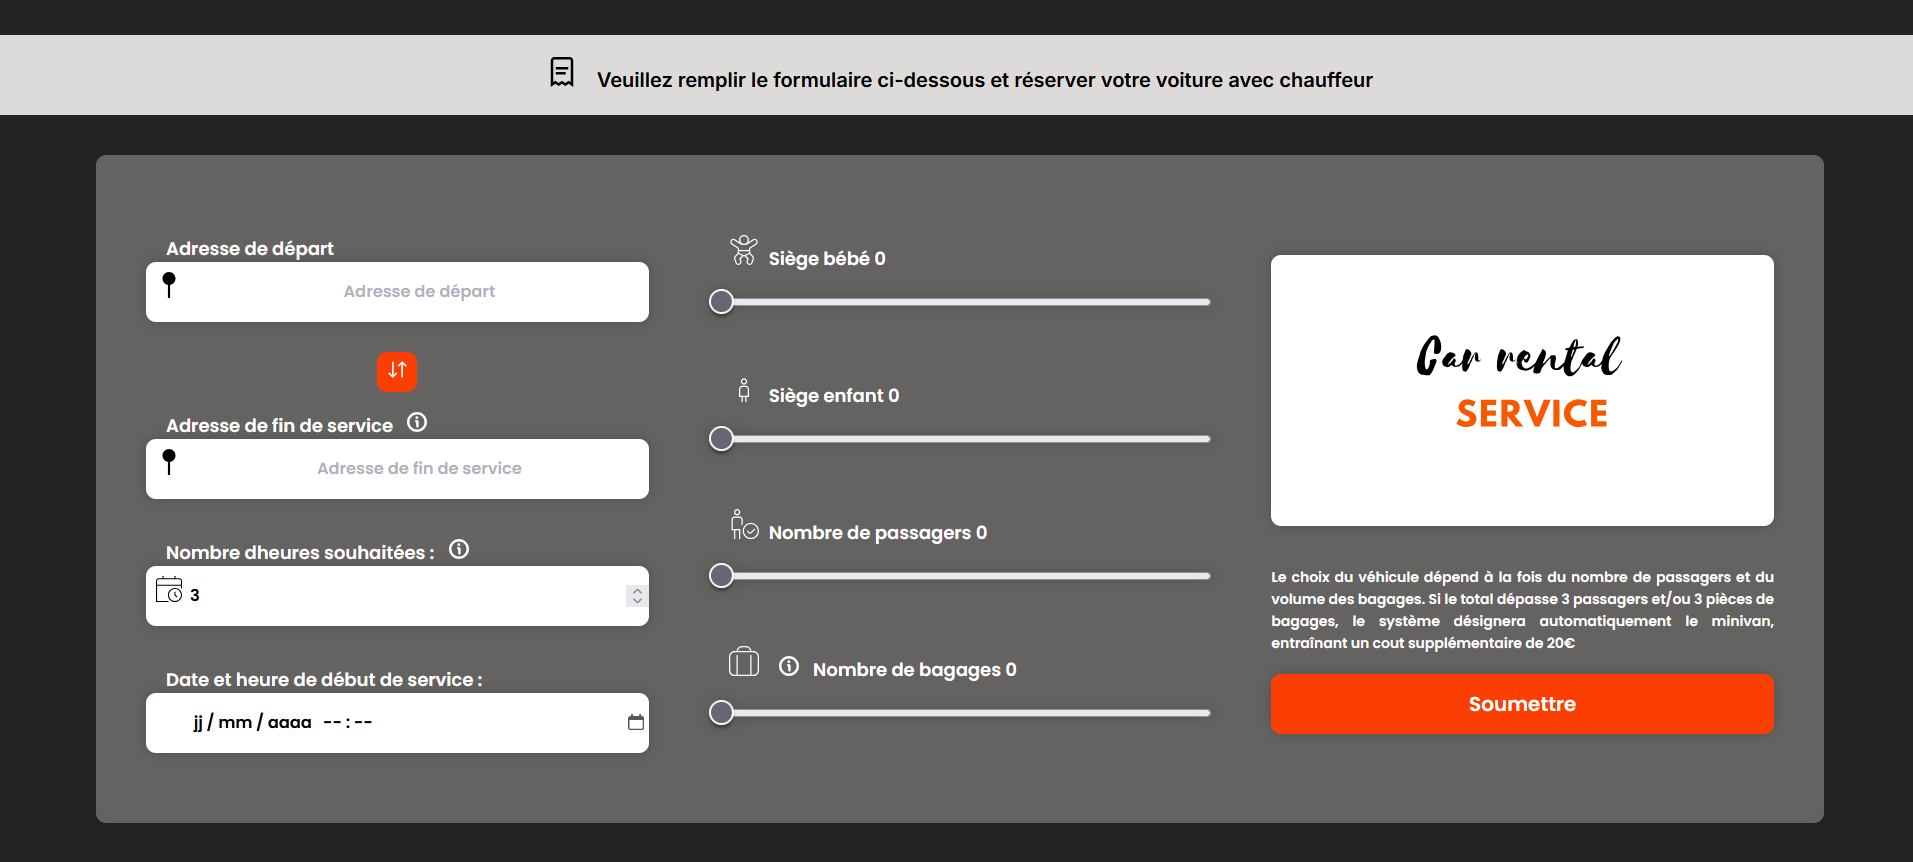 Veuillez remplir le formulaire ci-dessous et réserver votre voiture avec chauffeur
Adresse de départ
Adresse de départ
Adresse de fin de service
Adresse de fin de service
Nombre dheures souhaitées :
3
Date et heure de début de service :
jj / mm / aaaa -- : --
Siège bébé 0
Siège enfant 0
Nombre de passagers 0
Nombre de bagages 0
Car rental
SERVICE
Le choix du véhicule dépend à la fois du nombre de passagers et du
volume des bagages. Si le total dépasse 3 passagers et/ou 3 pièces de
bagages, le système désignera automatiquement le minivan,
entraînant un cout supplémentaire de 20€
Soumettre